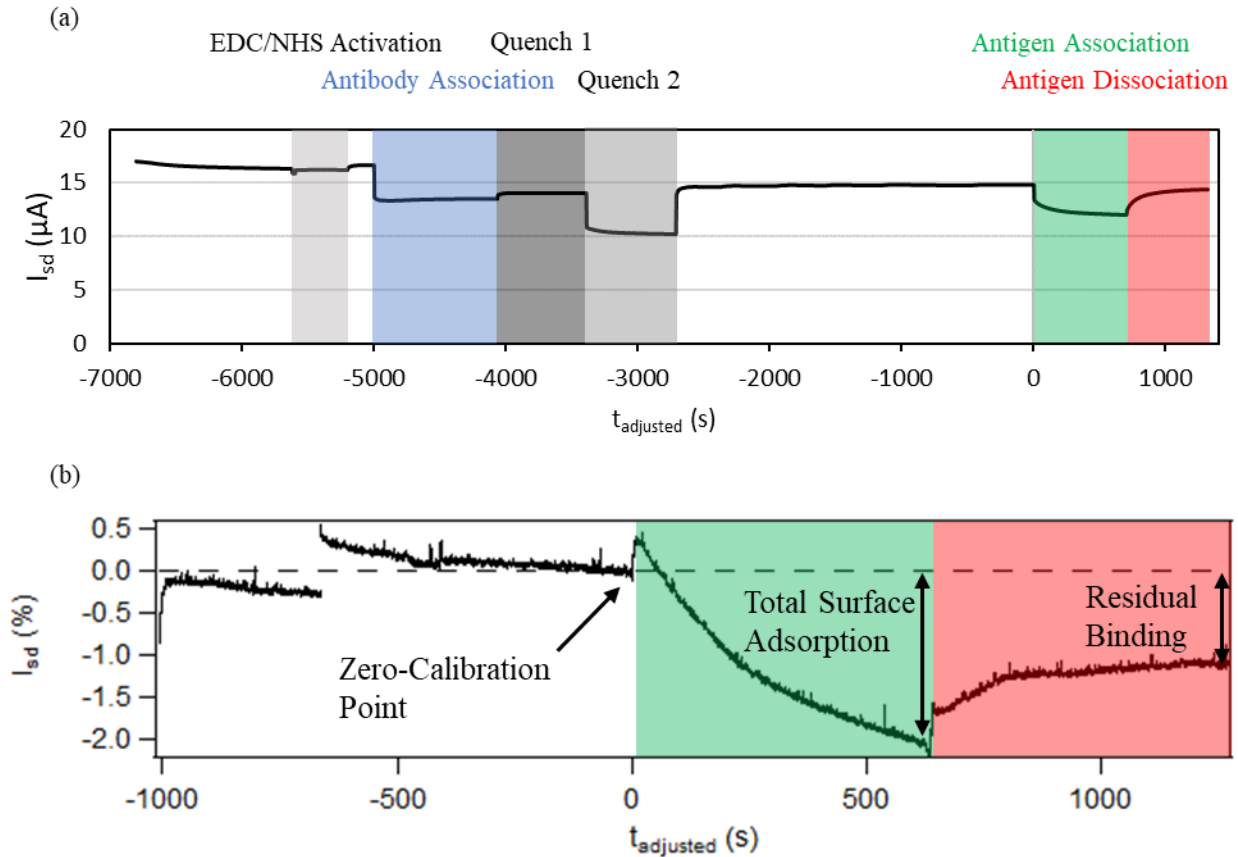 (a)
EDC/NHS Activation Quench 1 Antigen Association
Antibody Association Quench 2 Antigen Dissociation
20
15
10
5
0
Isd (µA)
-7000 -6000 -5000 -4000 -3000 -2000 -1000 0 1000
tadjusted (s)
(b)
0.5
0.0
-0.5
-1.0
-1.5
-2.0
Isd (%)
Total Surface
Adsorption
Residual
Binding
Zero-Calibration
Point
-1000 -500 0 500 1000
tadjusted (s)